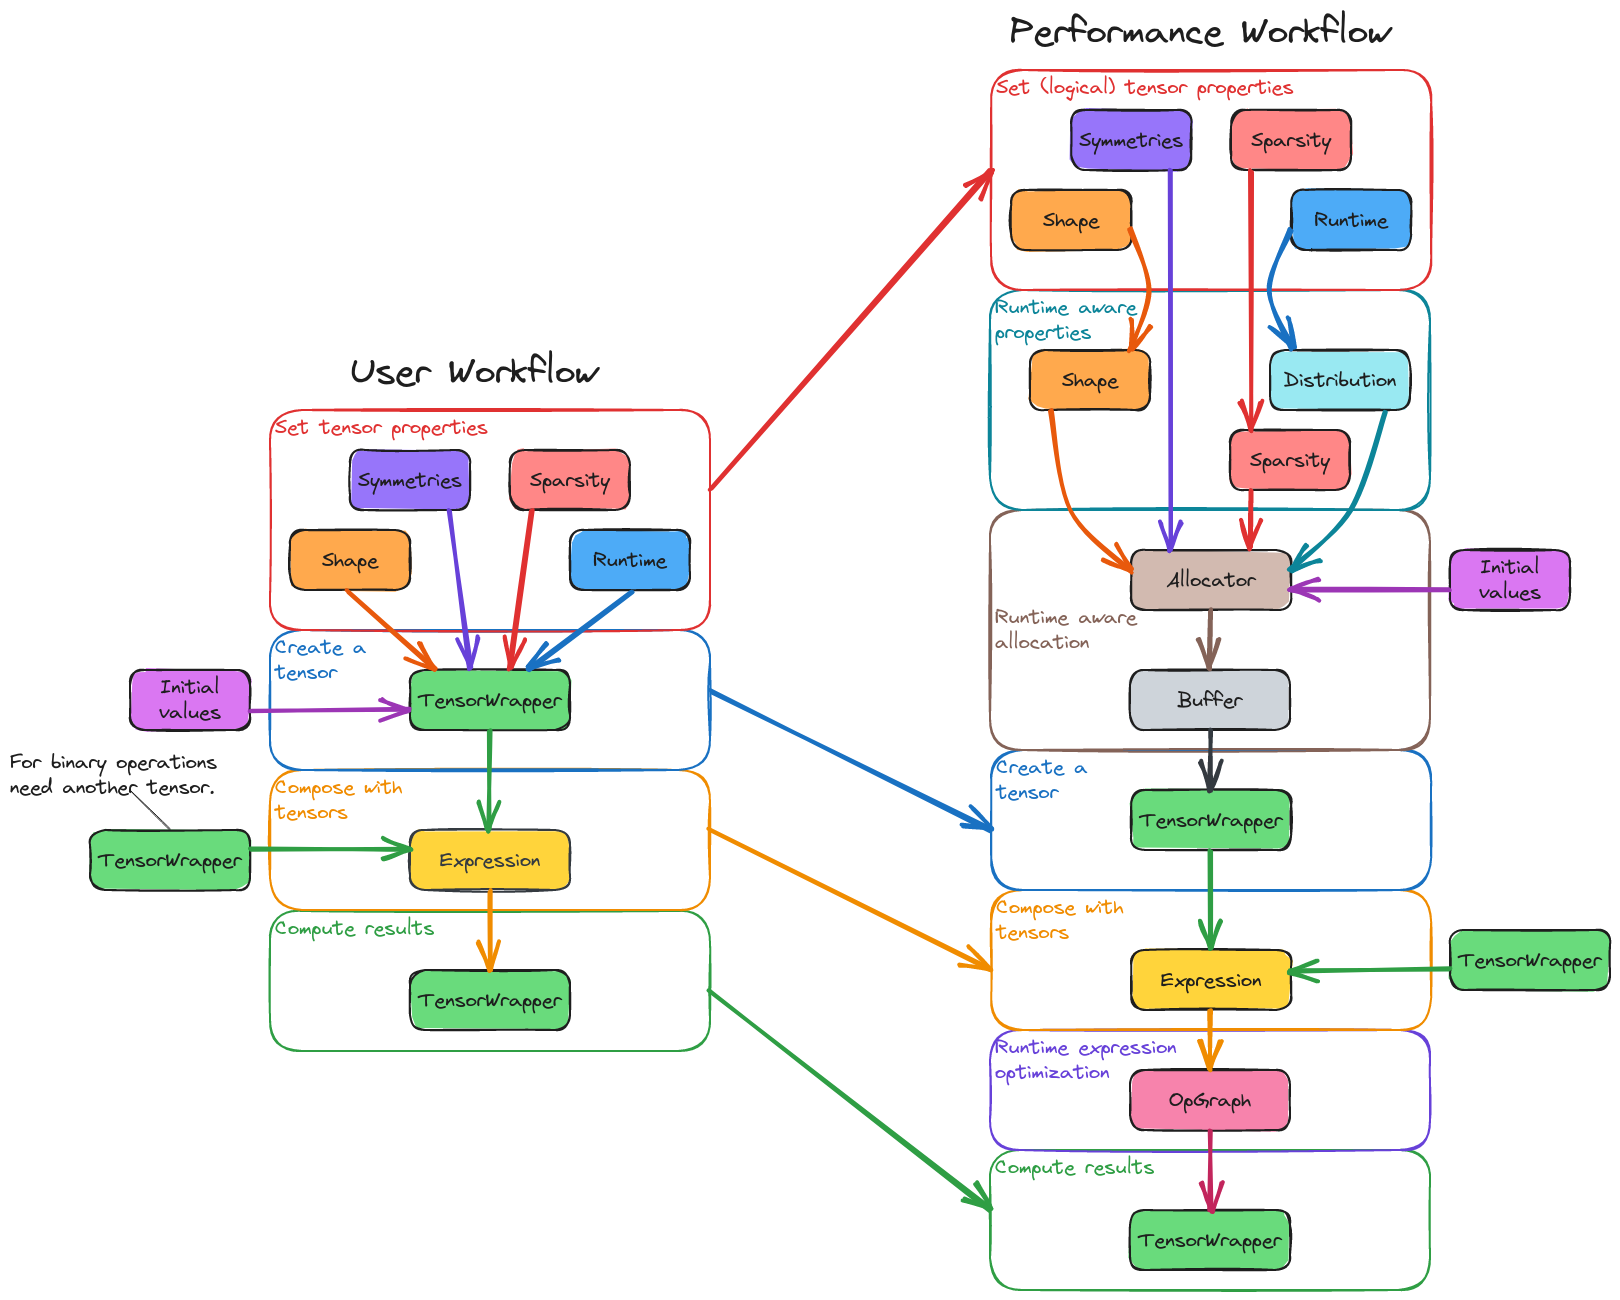 User Workflow
Set tensor properties
Symmetries
Sparsity
Shape
Runtime
Create a
tensor
Initial
values
TensorWrapper
For binary operations
need another tensor.
Compose with
tensors
TensorWrapper
Expression
Compute results
TensorWrapper
Performance Workflow
Set (logical) tensor properties
Symmetries
Sparsity
Shape
Runtime
Runtime aware
properties
Shape
Distribution
Sparsity
Allocator
Initial
values
Runtime aware
allocation
Buffer
Create a
tensor
TensorWrapper
Compose with
tensors
TensorWrapper
Expression
Runtime expression
optimization
OpGraph
Compute results
TensorWrapper